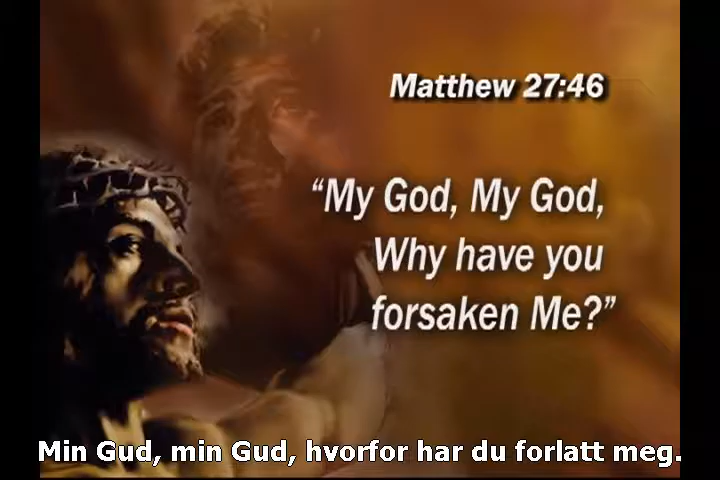 Matthew 27:46
“My God, My God,
Why have you
forsaken Me?”
Min Gud, min Gud, hvorfor har du forlatt meg.